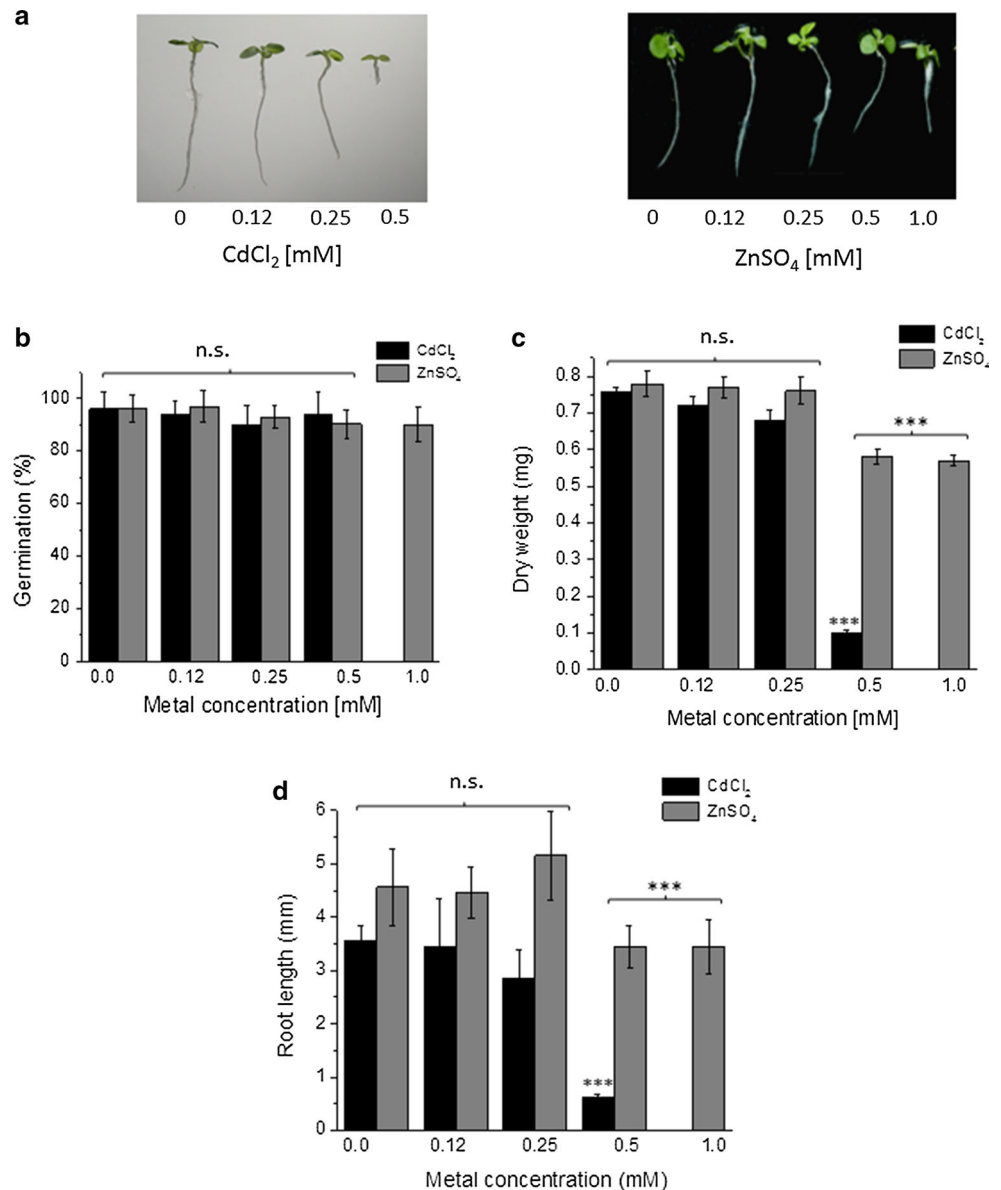 a
0 0.12 0.25 0.5
CdCl₂ [mM]
0 0.12 0.25 0.5 1.0
ZnSO₄ [mM]
b
n.s.
CdCl₂
ZnSO₄
Germination (%)
100
80
60
40
20
0
0.0 0.12 0.25 0.5 1.0
Metal concentration [mM]
c
n.s.
CdCl₂
ZnSO₄
***
***
Dry weight (mg)
0.8
0.7
0.6
0.5
0.4
0.3
0.2
0.1
0.0
0.0 0.12 0.25 0.5 1.0
Metal concentration [mM]
d
n.s.
CdCl₂
ZnSO₄
***
***
Root length (mm)
6
5
4
3
2
1
0
0.0 0.12 0.25 0.5 1.0
Metal concentration (mM)